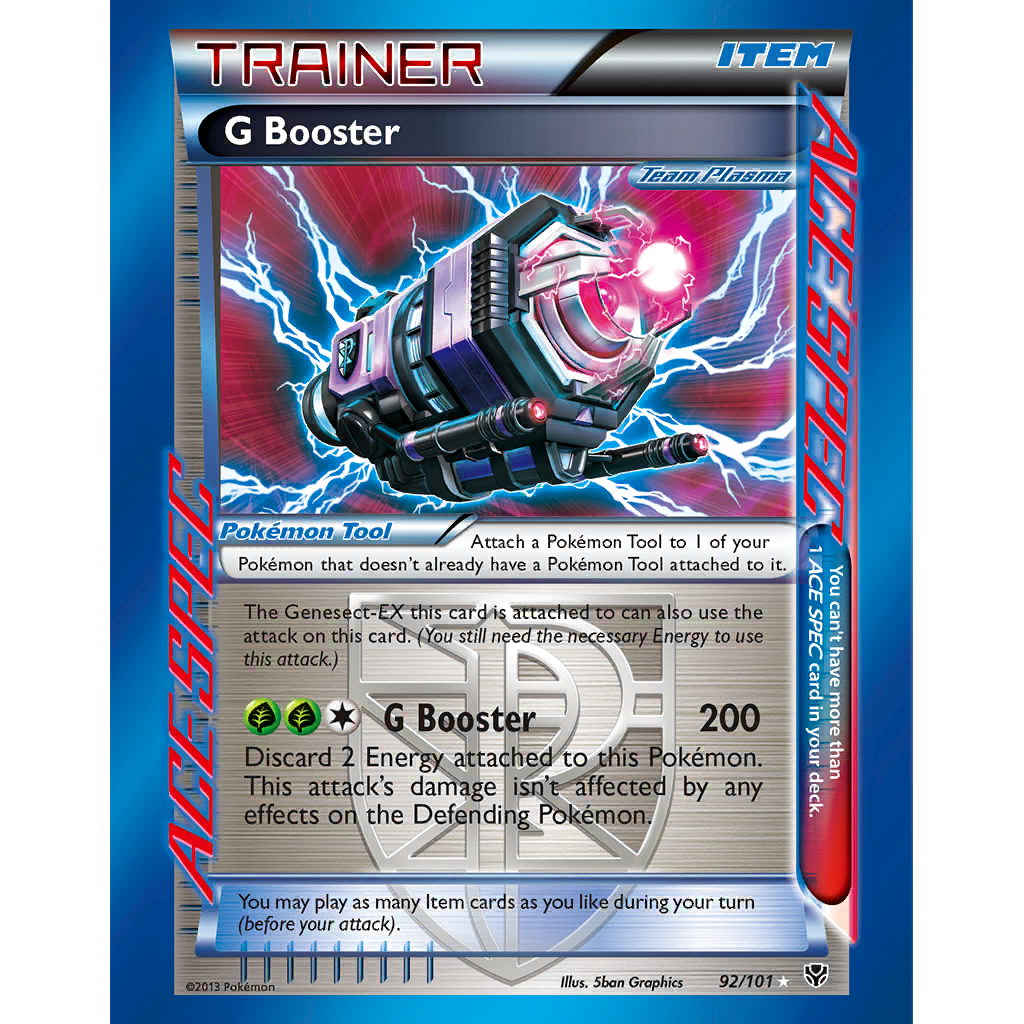 TRAINER
ITEM
G Booster
Team Plasma
ACE SPEC
ACE SPEC
Pokémon Tool
Attach a Pokémon Tool to 1 of your
Pokémon that doesn't already have a Pokémon Tool attached to it.
You can't have more than
1 ACE SPEC card in your deck.
The Genesect-EX this card is attached to can also use the
attack on this card. (You still need the necessary Energy to use
this attack.)
G Booster 200
Discard 2 Energy attached to this Pokémon.
This attack's damage isn't affected by any
effects on the Defending Pokémon.
You may play as many Item cards as you like during your turn
(before your attack).
©2013 Pokémon
Illus. 5ban Graphics
92/101 ★